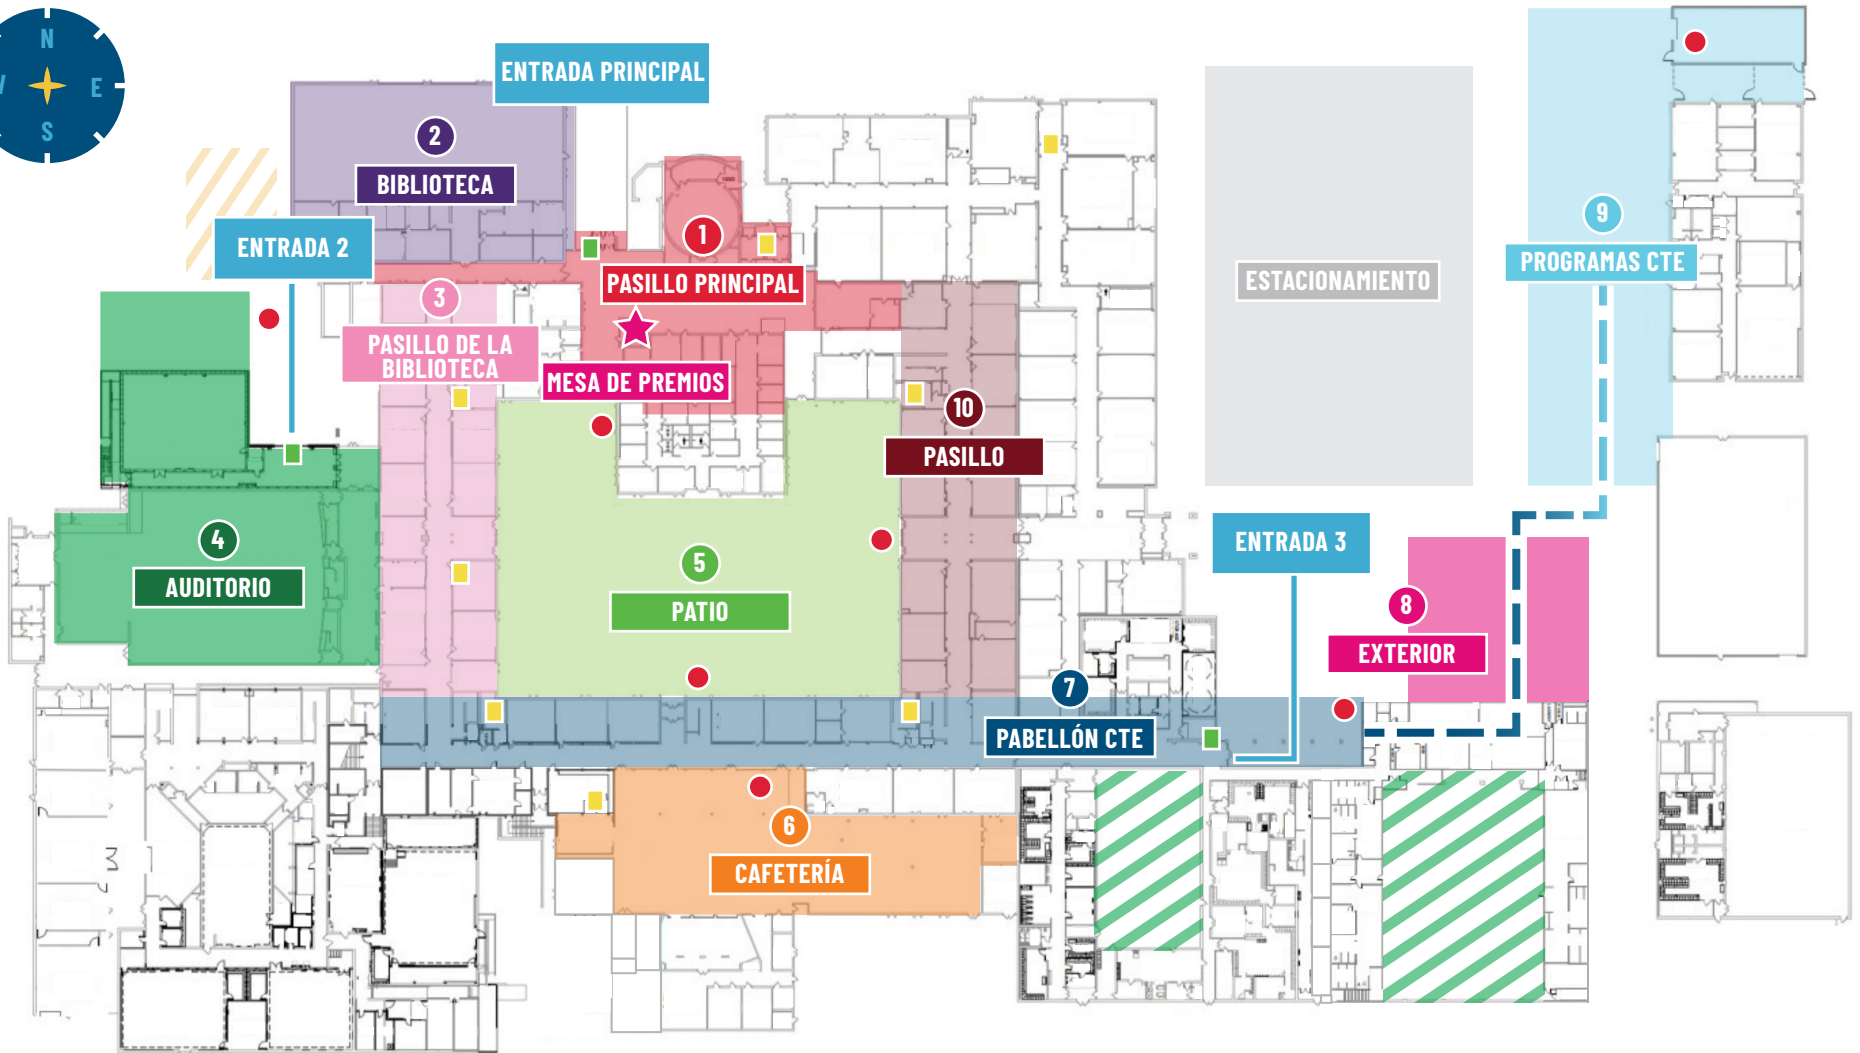 N
E
S
ENTRADA PRINCIPAL
2
BIBLIOTECA
ENTRADA 2
1
PASILLO PRINCIPAL
3
PASILLO DE LA
BIBLIOTECA
MESA DE PREMIOS
10
PASILLO
ESTACIONAMIENTO
9
PROGRAMAS CTE
4
AUDITORIO
5
PATIO
ENTRADA 3
8
EXTERIOR
7
PABELLÓN CTE
6
CAFETERÍA